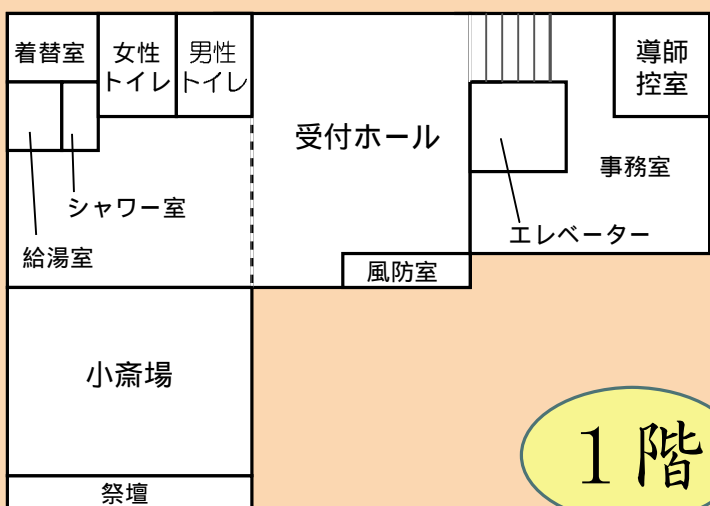 着替室
女性
トイレ
男性
トイレ
受付ホール
導師
控室
事務室
シャワー室
エレベーター
給湯室
風防室
小斎場
1階
祭壇